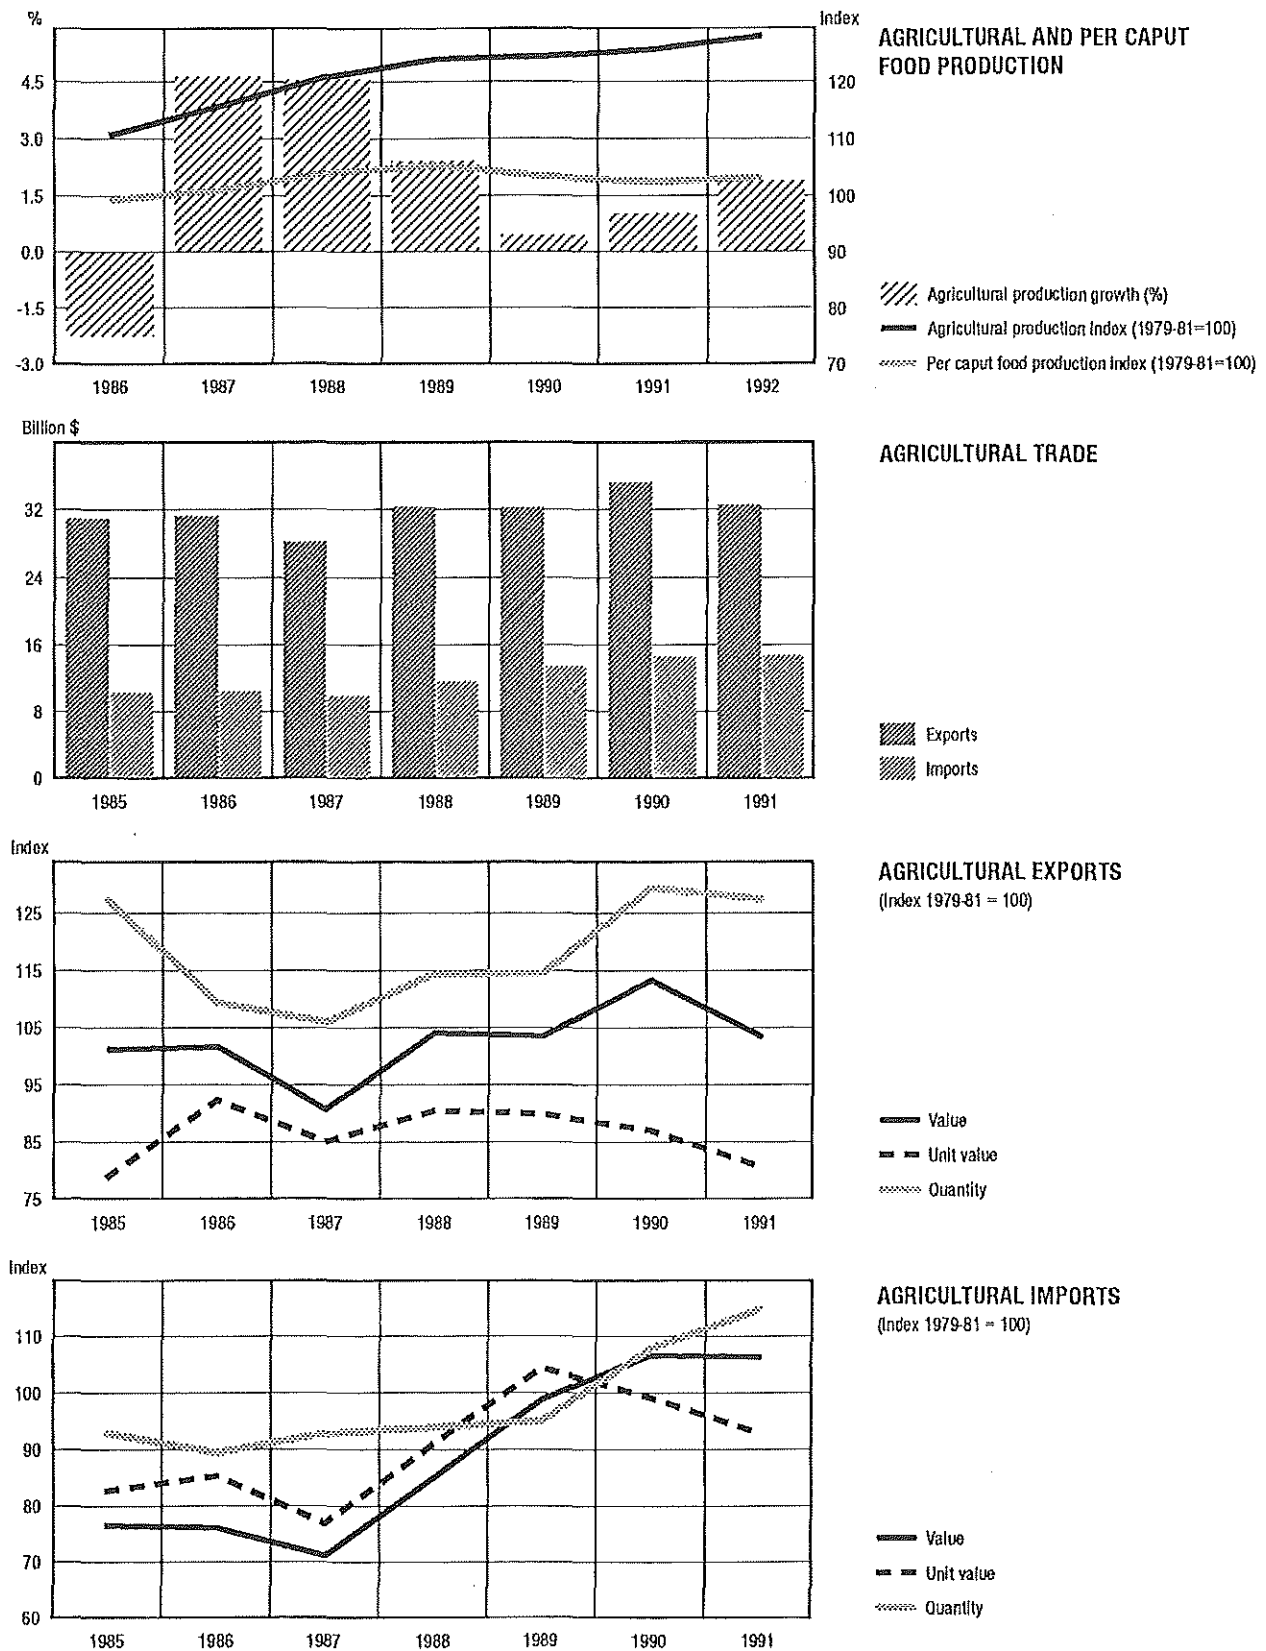 %
Index
AGRICULTURAL AND PER CAPUT
FOOD PRODUCTION
4.5
3.0
1.5
0.0
-1.5
-3.0
120
110
100
90
80
70
1986 1987 1988 1989 1990 1991 1992
Agricultural production growth (%)
Agricultural production index (1979-81=100)
Per caput food production index (1979-81=100)
Billion $
AGRICULTURAL TRADE
32
24
16
8
0
1985 1986 1987 1988 1989 1990 1991
Exports
Imports
Index
AGRICULTURAL EXPORTS
(Index 1979-81 = 100)
125
115
105
95
85
75
1985 1986 1987 1988 1989 1990 1991
Value
Unit value
Quantity
Index
AGRICULTURAL IMPORTS
(Index 1979-81 = 100)
110
100
90
80
70
60
1985 1986 1987 1988 1989 1990 1991
Value
Unit value
Quantity